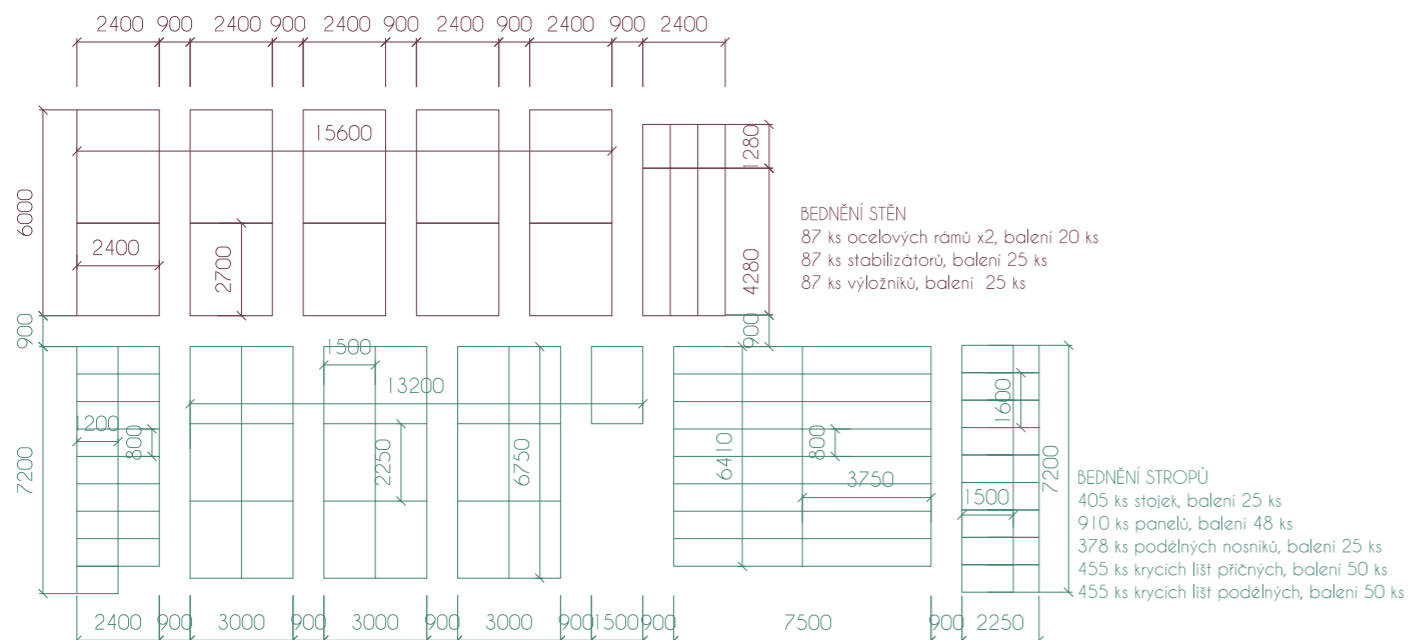 2400 900 2400 900 2400 900 2400 900 2400 900 2400
15600
1280
6000
BEDNĚNÍ STĚN
87 ks ocelových rámů x2, balení 20 ks
2400
2700
87 ks stabilizátorů, balení 25 ks
4280
87 ks výložníků, balení 25 ks
900
900
1500
13200
1600
1200
800
2250
6750
6410
800
7200
7200
3750
1500
BEDNĚNÍ STROPŮ
405 ks stojek, balení 25 ks
910 ks panelů, balení 48 ks
378 ks podélných nosníků, balení 25 ks
455 ks krycích lišt příčných, balení 50 ks
455 ks krycích lišt podélných, balení 50 ks
2400 900 3000 900 3000 900 3000 900 1500 900 7500 900 2250